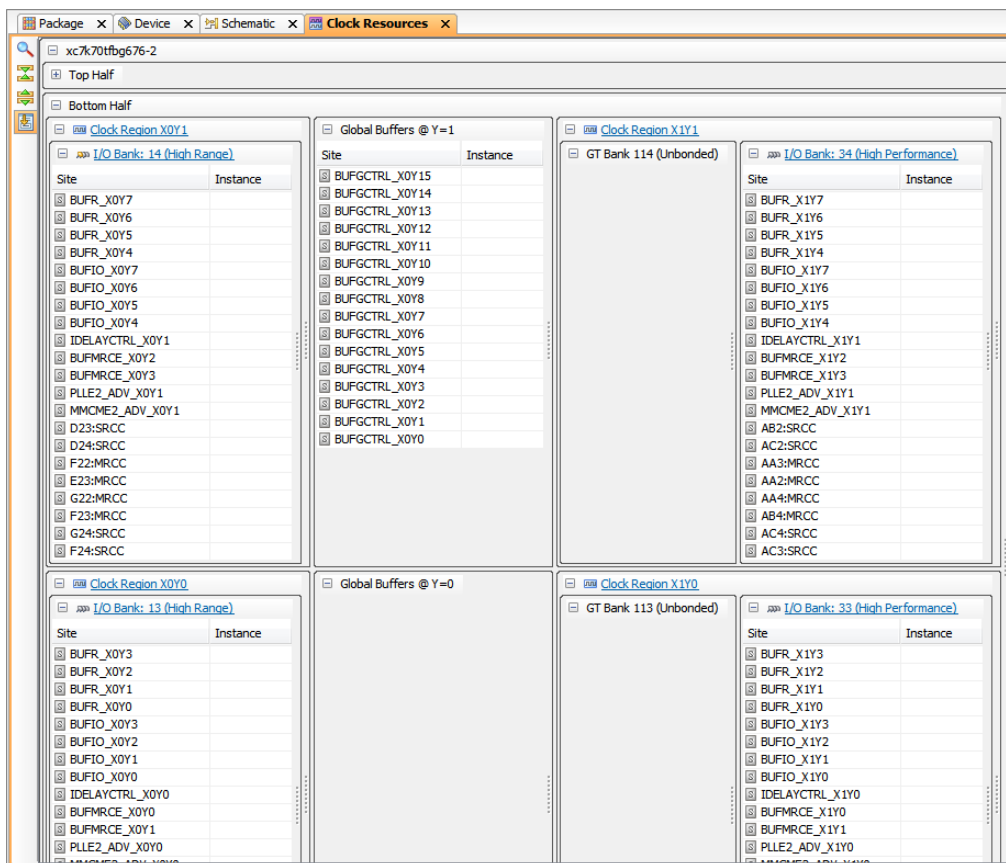 Package X Device X Schematic X Clock Resources X
xc7k70tfbg676-2
Top Half
Bottom Half
Clock Region X0Y1
I/O Bank: 14 (High Range)
Site Instance
BUFR_X0Y7
BUFR_X0Y6
BUFR_X0Y5
BUFR_X0Y4
BUFIO_X0Y7
BUFIO_X0Y6
BUFIO_X0Y5
BUFIO_X0Y4
IDELAYCTRL_X0Y1
BUFMRCE_X0Y2
BUFMRCE_X0Y3
PLLE2_ADV_X0Y1
MMCME2_ADV_X0Y1
D23:SRCC
D24:SRCC
F22:MRCC
E23:MRCC
G22:MRCC
F23:MRCC
G24:SRCC
F24:SRCC
Global Buffers @ Y=1
Site Instance
BUFGCTRL_X0Y15
BUFGCTRL_X0Y14
BUFGCTRL_X0Y13
BUFGCTRL_X0Y12
BUFGCTRL_X0Y11
BUFGCTRL_X0Y10
BUFGCTRL_X0Y9
BUFGCTRL_X0Y8
BUFGCTRL_X0Y7
BUFGCTRL_X0Y6
BUFGCTRL_X0Y5
BUFGCTRL_X0Y4
BUFGCTRL_X0Y3
BUFGCTRL_X0Y2
BUFGCTRL_X0Y1
BUFGCTRL_X0Y0
Clock Region X1Y1
GT Bank 114 (Unbonded)
I/O Bank: 34 (High Performance)
Site Instance
BUFR_X1Y7
BUFR_X1Y6
BUFR_X1Y5
BUFR_X1Y4
BUFIO_X1Y7
BUFIO_X1Y6
BUFIO_X1Y5
BUFIO_X1Y4
IDELAYCTRL_X1Y1
BUFMRCE_X1Y2
BUFMRCE_X1Y3
PLLE2_ADV_X1Y1
MMCME2_ADV_X1Y1
AB2:SRCC
AC2:SRCC
AA3:MRCC
AA2:MRCC
AA4:MRCC
AB4:MRCC
AC4:SRCC
AC3:SRCC
Clock Region X0Y0
I/O Bank: 13 (High Range)
Site Instance
BUFR_X0Y3
BUFR_X0Y2
BUFR_X0Y1
BUFR_X0Y0
BUFIO_X0Y3
BUFIO_X0Y2
BUFIO_X0Y1
BUFIO_X0Y0
IDELAYCTRL_X0Y0
BUFMRCE_X0Y0
BUFMRCE_X0Y1
PLLE2_ADV_X0Y0
Global Buffers @ Y=0
Clock Region X1Y0
GT Bank 113 (Unbonded)
I/O Bank: 33 (High Performance)
Site Instance
BUFR_X1Y3
BUFR_X1Y2
BUFR_X1Y1
BUFR_X1Y0
BUFIO_X1Y3
BUFIO_X1Y2
BUFIO_X1Y1
BUFIO_X1Y0
IDELAYCTRL_X1Y0
BUFMRCE_X1Y0
BUFMRCE_X1Y1
PLLE2_ADV_X1Y0